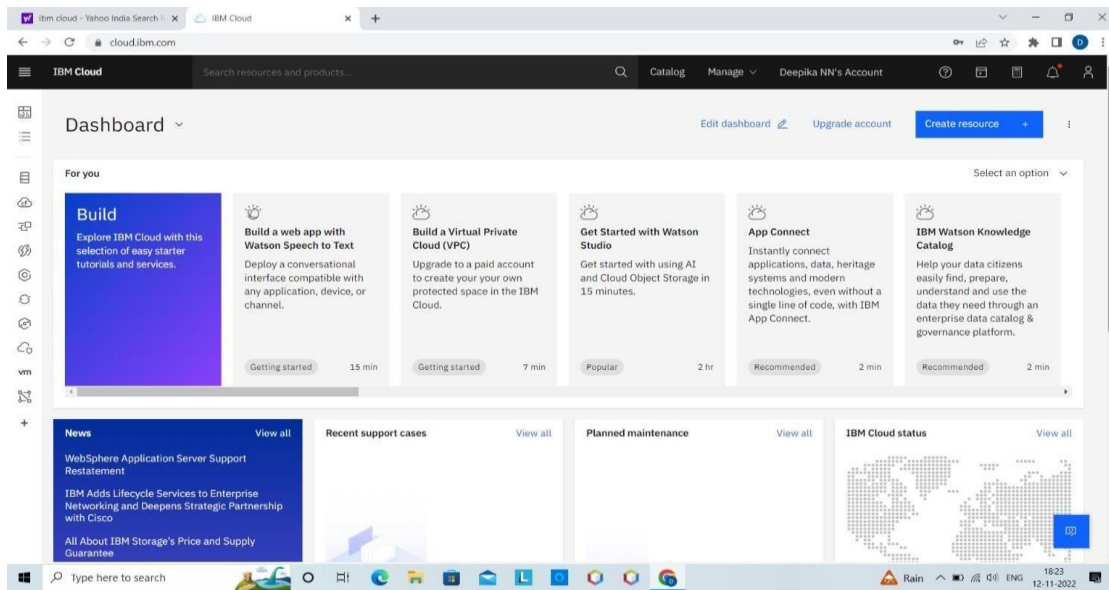 ibm cloud - Yahoo India Search
IBM Cloud
cloud.ibm.com
IBM Cloud
Search resources and products...
Catalog
Manage
Deepika NN's Account
Dashboard
Edit dashboard
Upgrade account
Create resource +
For you
Select an option
Build
Explore IBM Cloud with this
selection of easy starter
tutorials and services.
Build a web app with
Watson Speech to Text
Deploy a conversational
interface compatible with
any application, device, or
channel.
Getting started 15 min
Build a Virtual Private
Cloud (VPC)
Upgrade to a paid account
to create your your own
protected space in the IBM
Cloud.
Getting started 7 min
Get Started with Watson
Studio
Get started with using AI
and Cloud Object Storage in
15 minutes.
Popular 2 hr
App Connect
Instantly connect
applications, data, heritage
systems and modern
technologies, even without a
single line of code, with IBM
App Connect.
Recommended 2 min
IBM Watson Knowledge
Catalog
Help your data citizens
easily find, prepare,
understand and use the
data they need through an
enterprise data catalog &
governance platform.
Recommended 2 min
vm
News View all
WebSphere Application Server Support
Restatement
IBM Adds Lifecycle Services to Enterprise
Networking and Deepens Strategic Partnership
with Cisco
All About IBM Storage's Price and Supply
Guarantee
Recent support cases View all
Planned maintenance View all
IBM Cloud status View all
Type here to search
L
Rain
ENG
18:23
12-11-2022